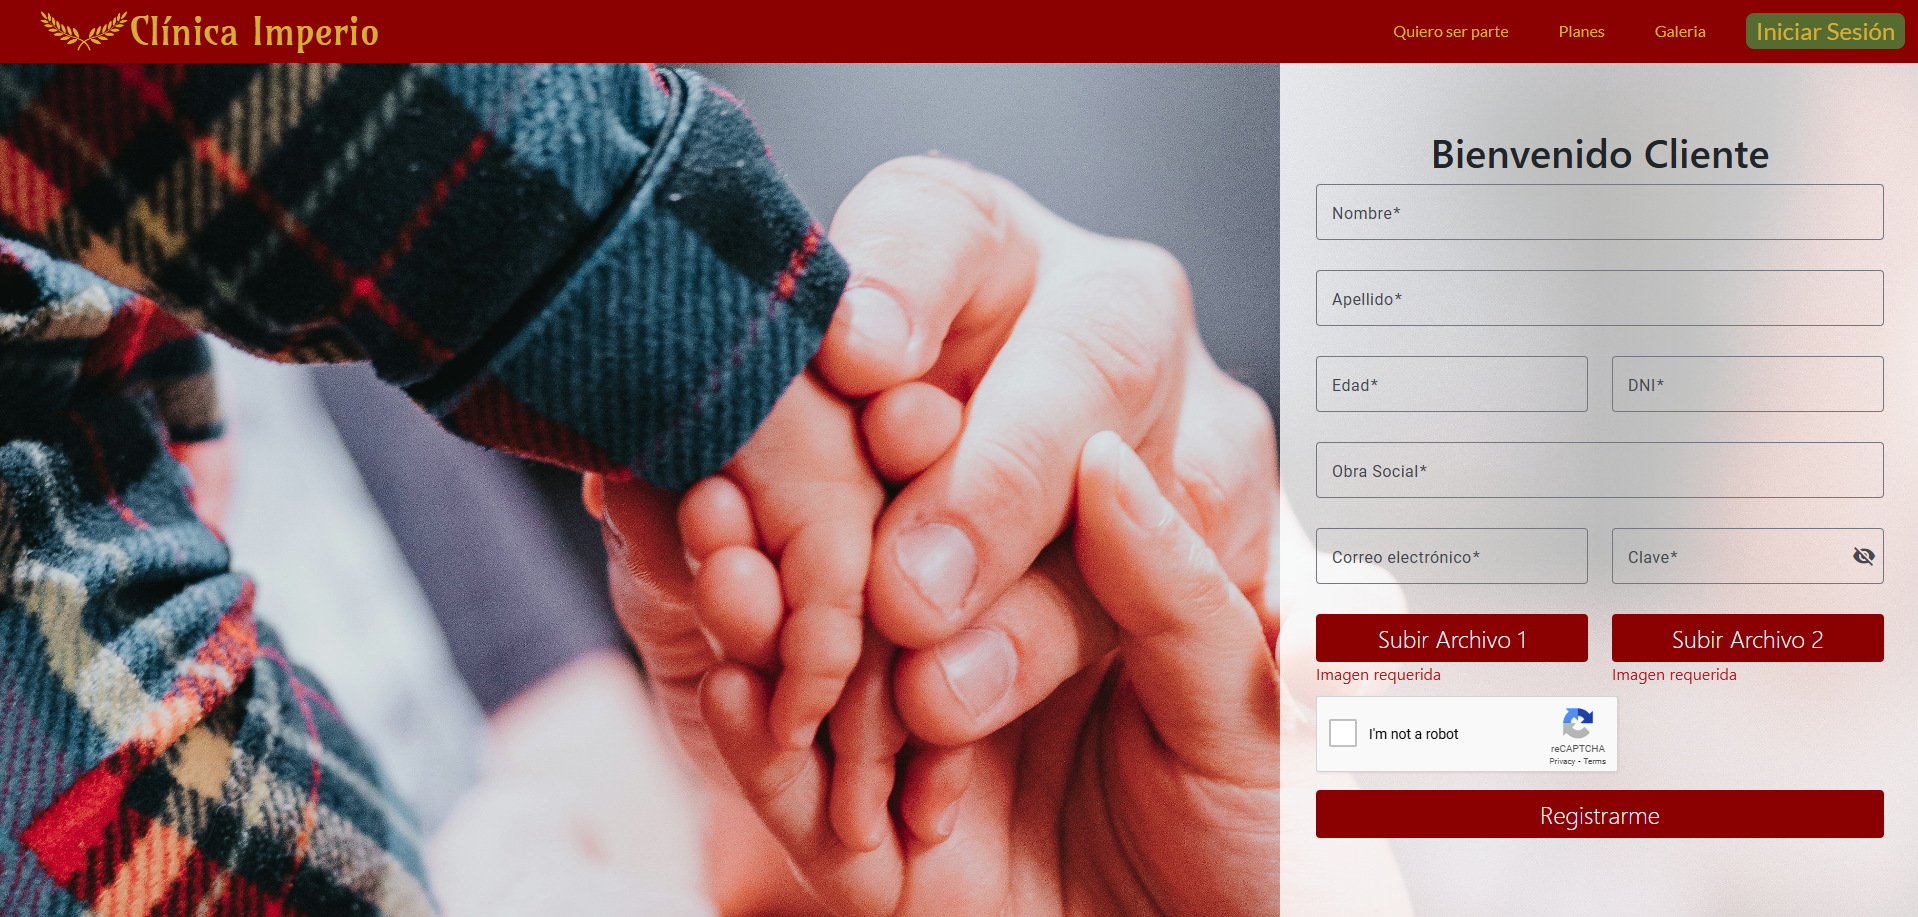 Clínica Imperio
Quiero ser parte
Planes
Galeria
Iniciar Sesión
Bienvenido Cliente
Nombre*
Apellido*
Edad*
DNI*
Obra Social*
Correo electrónico*
Clave*
Subir Archivo 1
Subir Archivo 2
Imagen requerida
Imagen requerida
I'm not a robot
reCAPTCHA
Privacy - Terms
Registrarme